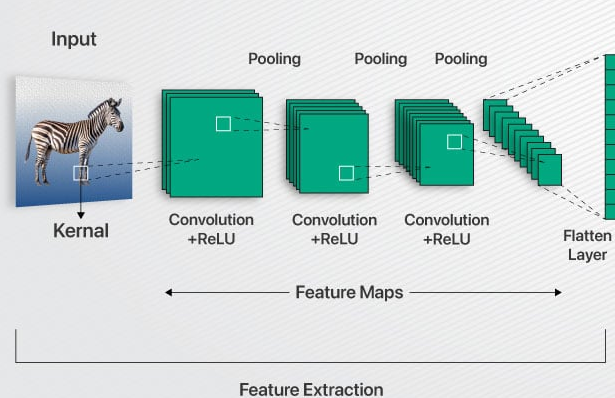 Input
Pooling
Pooling
Pooling
Kernal
Convolution
+ReLU
Convolution
+ReLU
Convolution
+ReLU
Flatten
Layer
Feature Maps
Feature Extraction